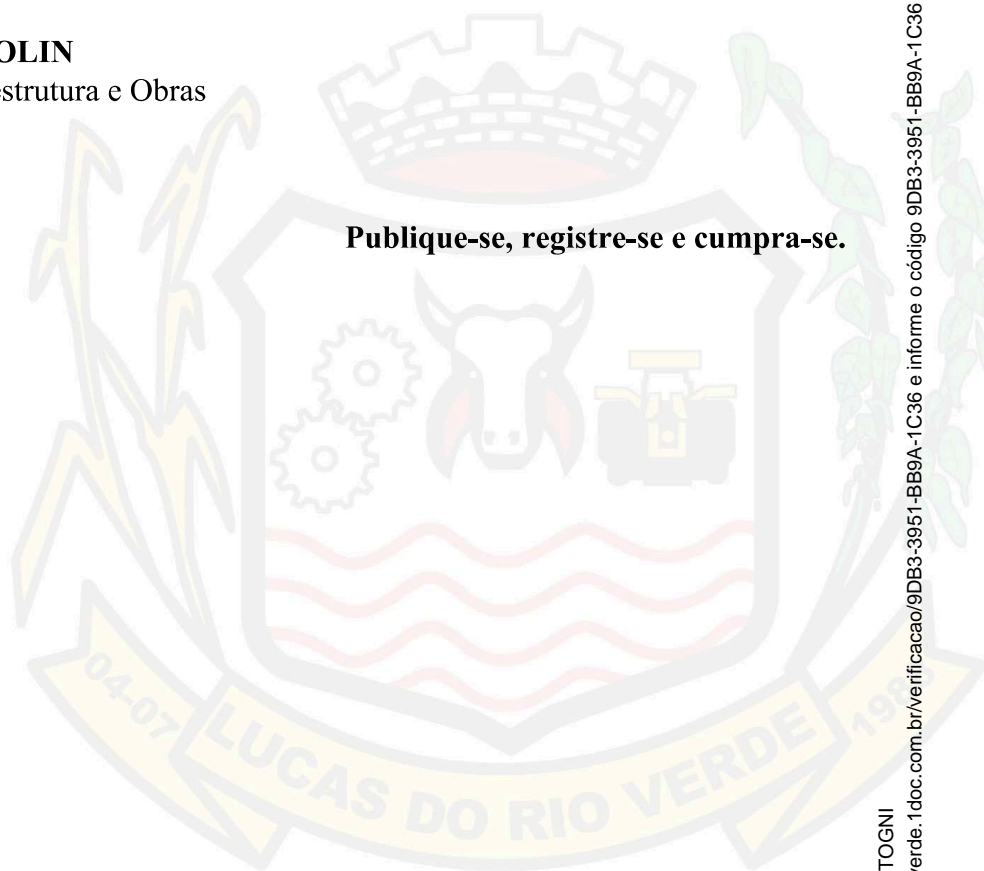 OLIN
estrutura e Obras
Publique-se, registre-se e cumpra-se.
04-07
LUCAS DO RIO VERDE
1988
TOGNI
verde.1doc.com.br/verificacao/9DB3-3951-BB9A-1C36 e informe o código 9DB3-3951-BB9A-1C36